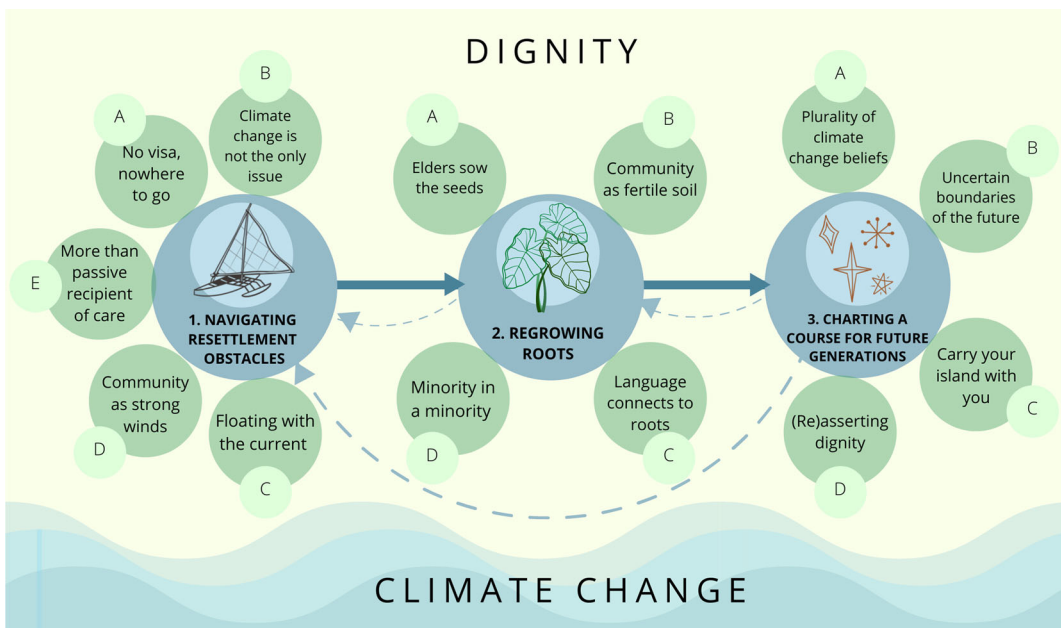 DIGNITY
A
No visa,
nowhere
to go
B
Climate
change is
not the only
issue
E
More than
passive
recipient
of care
1. NAVIGATING
RESETTLEMENT
OBSTACLES
Community
as strong
winds
D
Floating with
the current
C
A
Elders sow
the seeds
B
Community
as fertile soil
2. REGROWING
ROOTS
Minority in
a minority
D
Language
connects to
roots
C
A
Plurality of
climate
change beliefs
B
Uncertain
boundaries
of the future
3. CHARTING A
COURSE FOR FUTURE
GENERATIONS
Carry your
island with
you
C
(Re)asserting
dignity
D
CLIMATE CHANGE